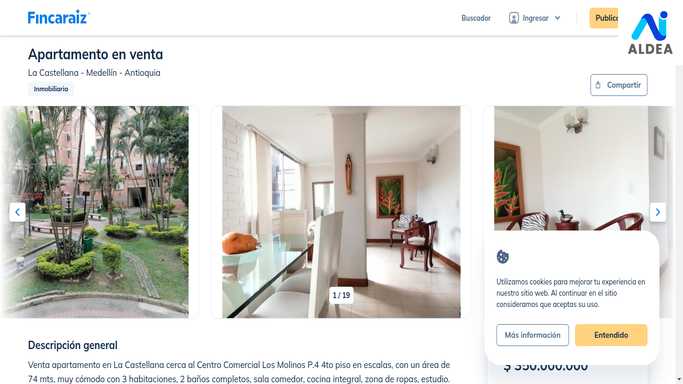 Fincaraiz
Buscador
Ingresar
Publica
ALDEA
Apartamento en venta
La Castellana - Medellín - Antioquia
Inmobiliario
Compartir
1 / 19
Utilizamos cookies para mejorar tu experiencia en
nuestro sitio web. Al continuar en el sitio
consideramos que aceptas su uso.
Más información
Entendido
$ 350.000.000
Descripción general
Venta apartamento en La Castellana cerca al Centro Comercial Los Molinos P.4 4to piso en escalas, con un área de
74 mts, muy cómodo con 3 habitaciones, 2 baños completos, sala comedor, cocina integral, zona de ropas, estudio.